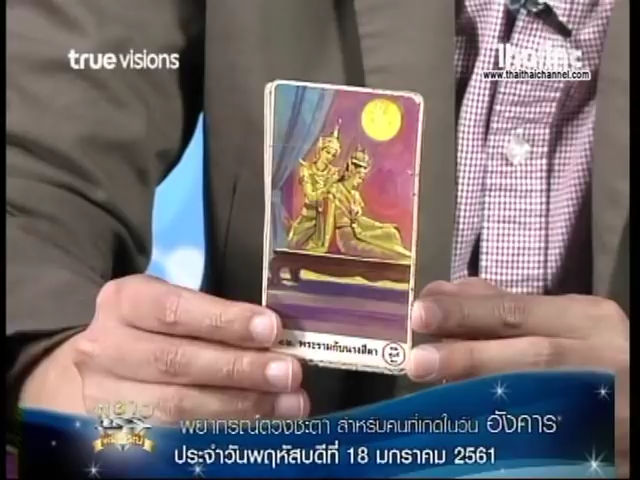 true visions
ThaiThai
www.thaithaichannel.com
๔๒. พระรามกับนางสีดา
พยากรณ์ดวงชะตา สำหรับคนที่เกิดในวัน อังคาร
ประจำวันพฤหัสบดีที่ 18 มกราคม 2561